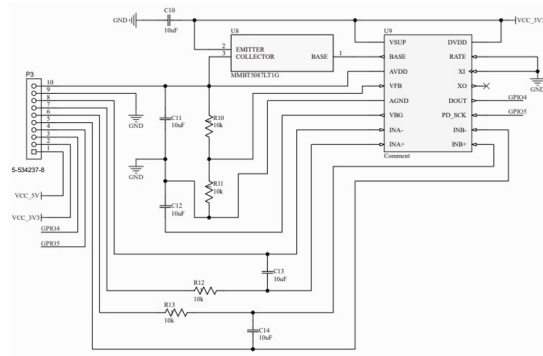 C10
GND
10uF
VCC_3V3
U8
U9
EMITTER
COLLECTOR
BASE
2
3
1
MMBT5087LT1G
VSUP
DVDD
BASE
RATE
AVDD
XI
VFB
XO
AGND
DOUT
GPIO4
VBG
PD_SCK
GPIO5
INA-
INB-
INA+
INB+
Comment
GND
P3
10
9
8
7
6
5
4
3
2
1
5-534237-8
GND
C11
10uF
R10
10k
GND
R11
10k
C12
10uF
VCC_5V
VCC_3V3
GPIO4
GPIO5
C13
10uF
R12
10k
R13
10k
C14
10uF